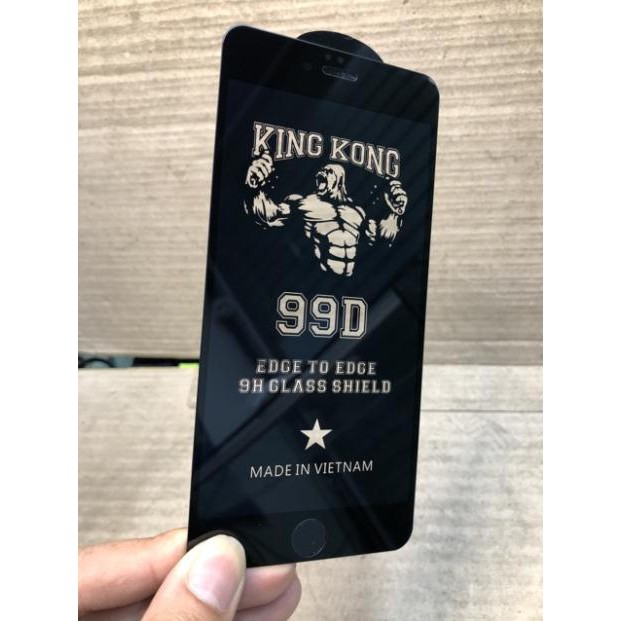 KING KONG
99D
EDGE TO EDGE
9H GLASS SHIELD
MADE IN VIETNAM